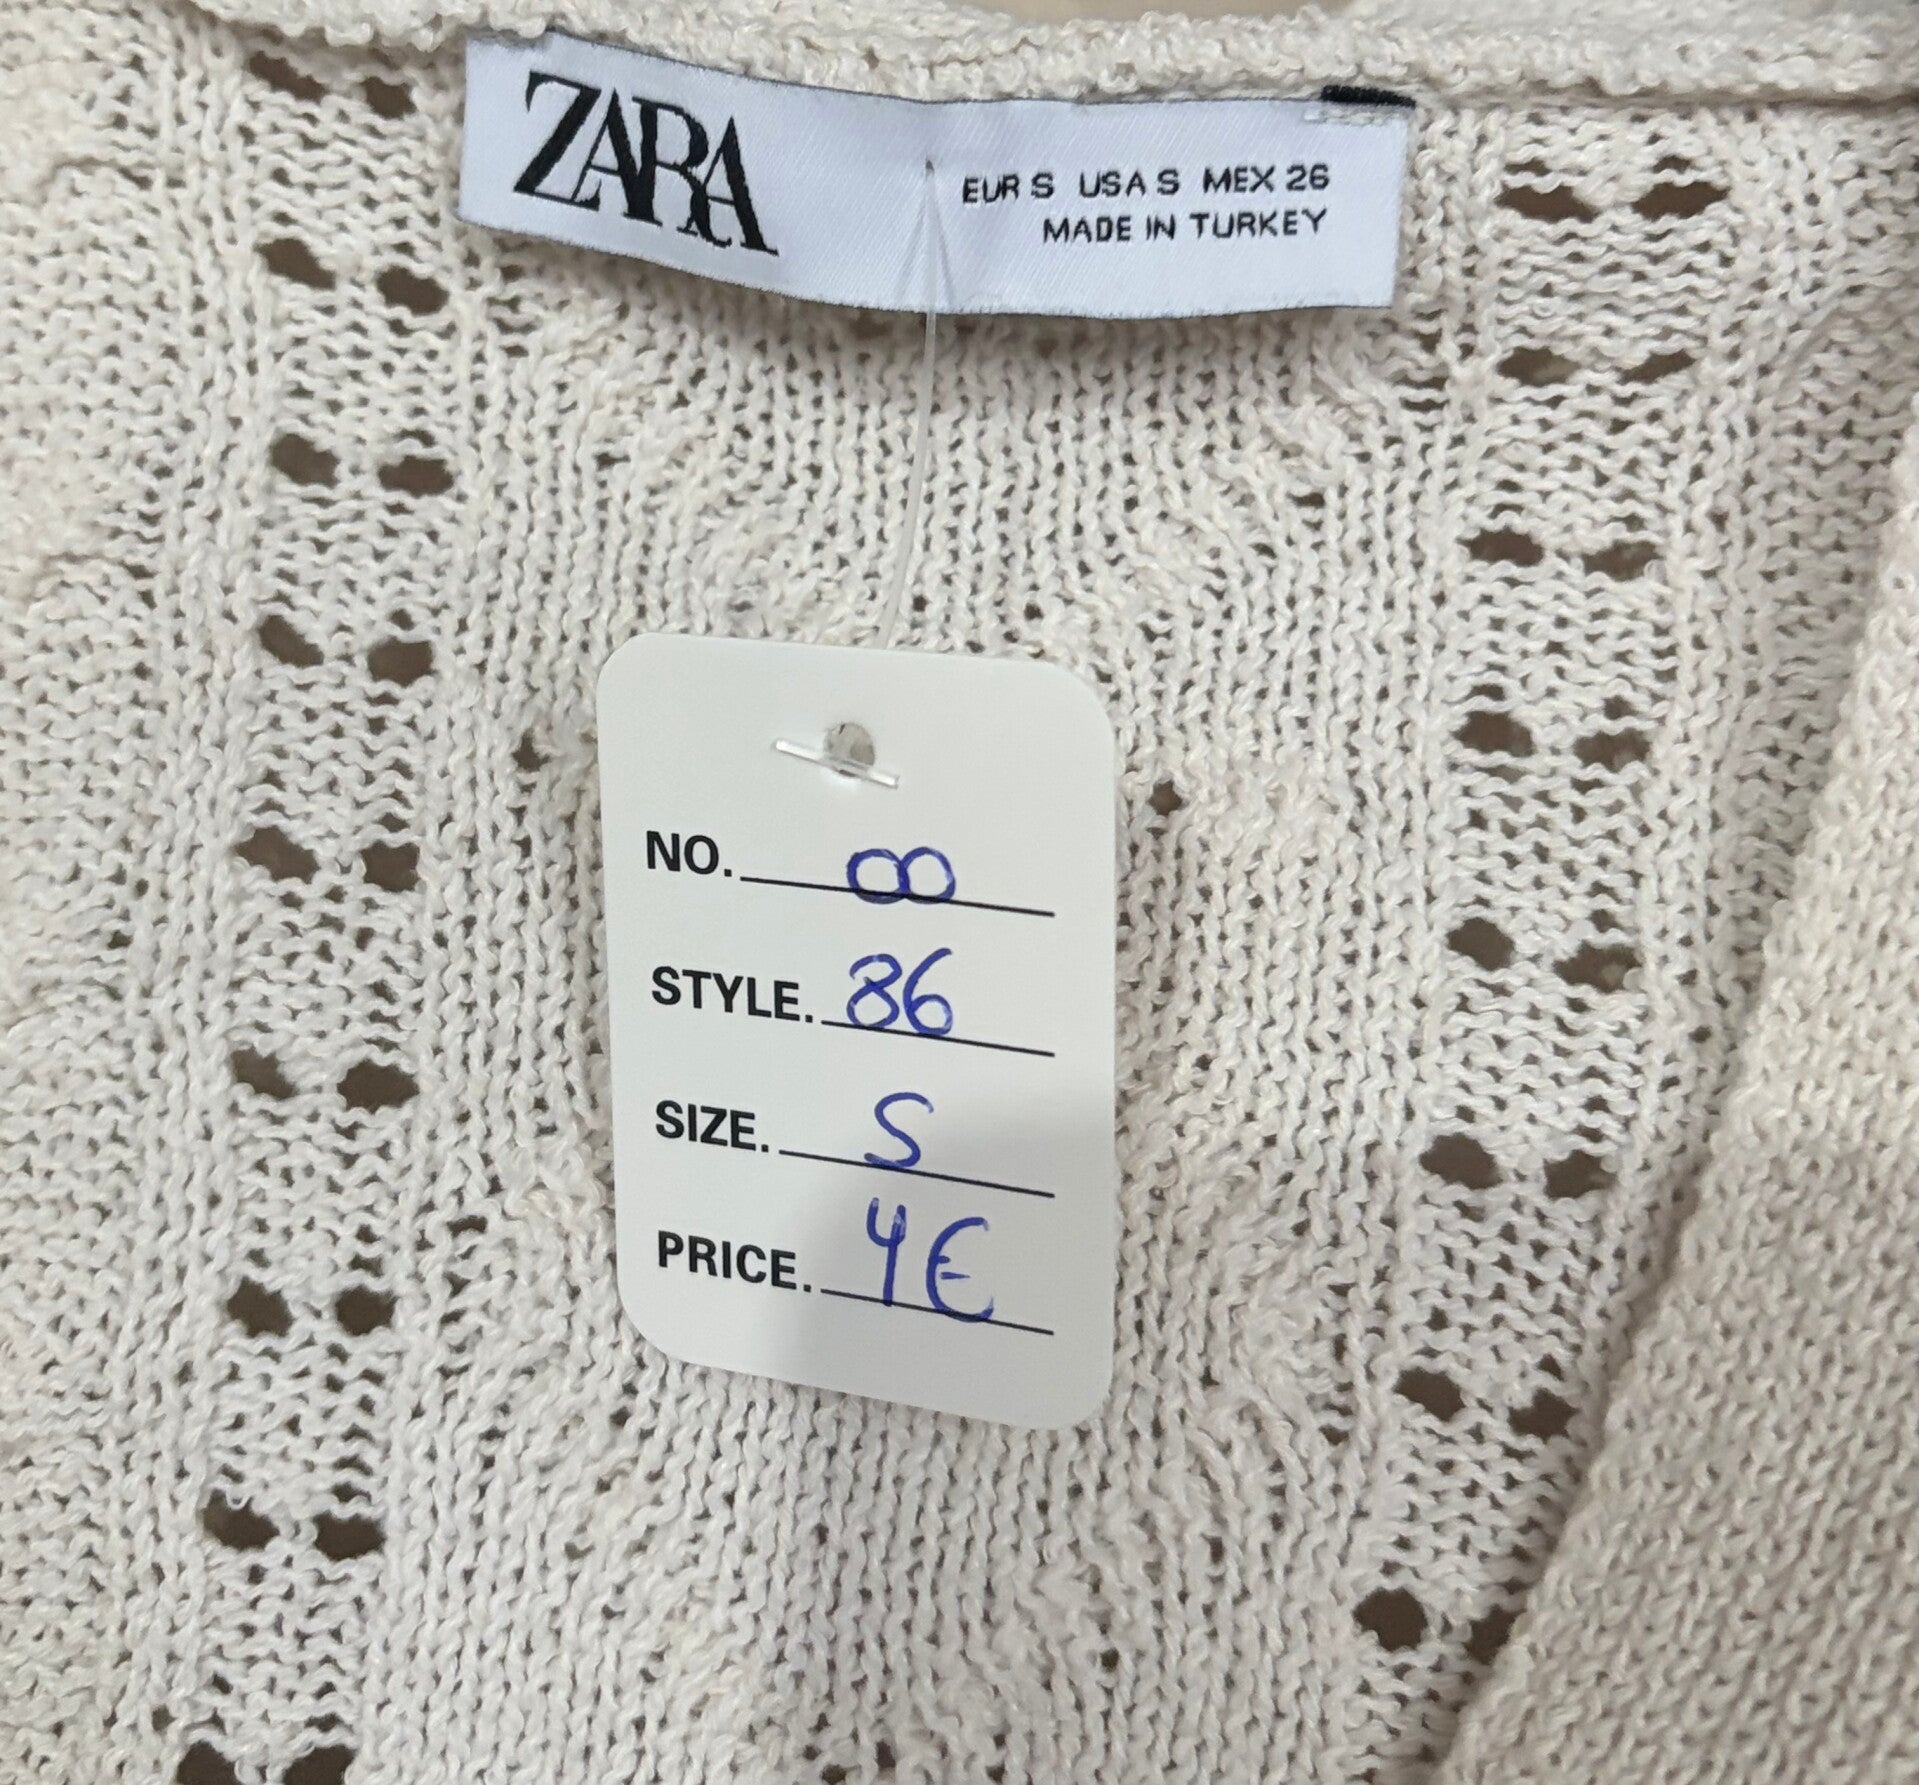 ZARA
EUR S USA S MEX 26
MADE IN TURKEY
NO. 00
STYLE. 86
SIZE. S
PRICE. 4€